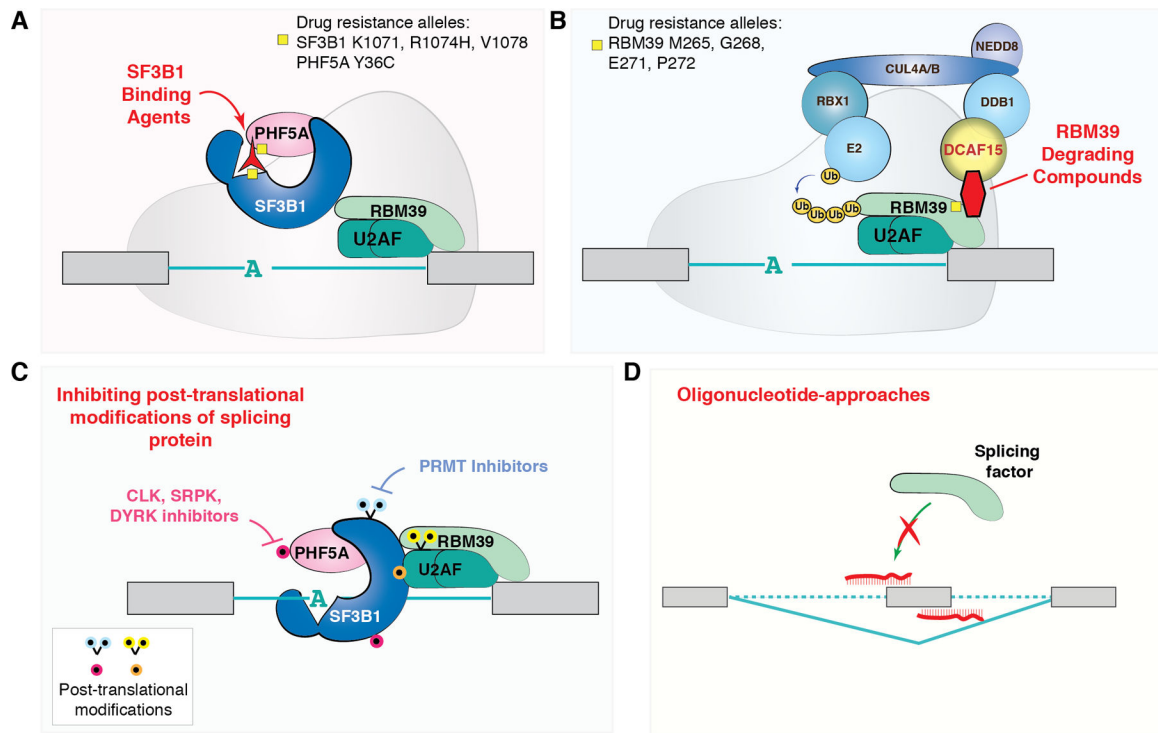 A
Drug resistance alleles:
SF3B1 K1071, R1074H, V1078
PHF5A Y36C
SF3B1
Binding
Agents
PHF5A
SF3B1
RBM39
U2AF
A
B
Drug resistance alleles:
RBM39 M265, G268,
E271, P272
NEDD8
CUL4A/B
RBX1
DDB1
E2
DCAF15
RBM39
Degrading
Compounds
Ub
Ub
Ub
Ub
Ub
RBM39
U2AF
A
C
Inhibiting post-translational
modifications of splicing
protein
PRMT Inhibitors
CLK, SRPK,
DYRK inhibitors
PHF5A
RBM39
U2AF
A
SF3B1
Post-translational
modifications
D
Oligonucleotide-approaches
Splicing
factor